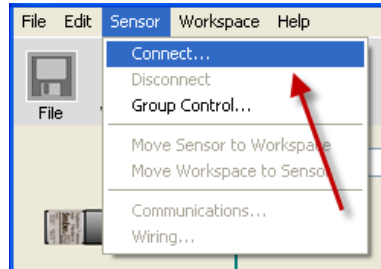 File Edit Sensor Workspace Help
Connect...
Disconnect
Group Control...
File
Move Sensor to Workspace
Move Workspace to Sensor
Communications...
Wiring...